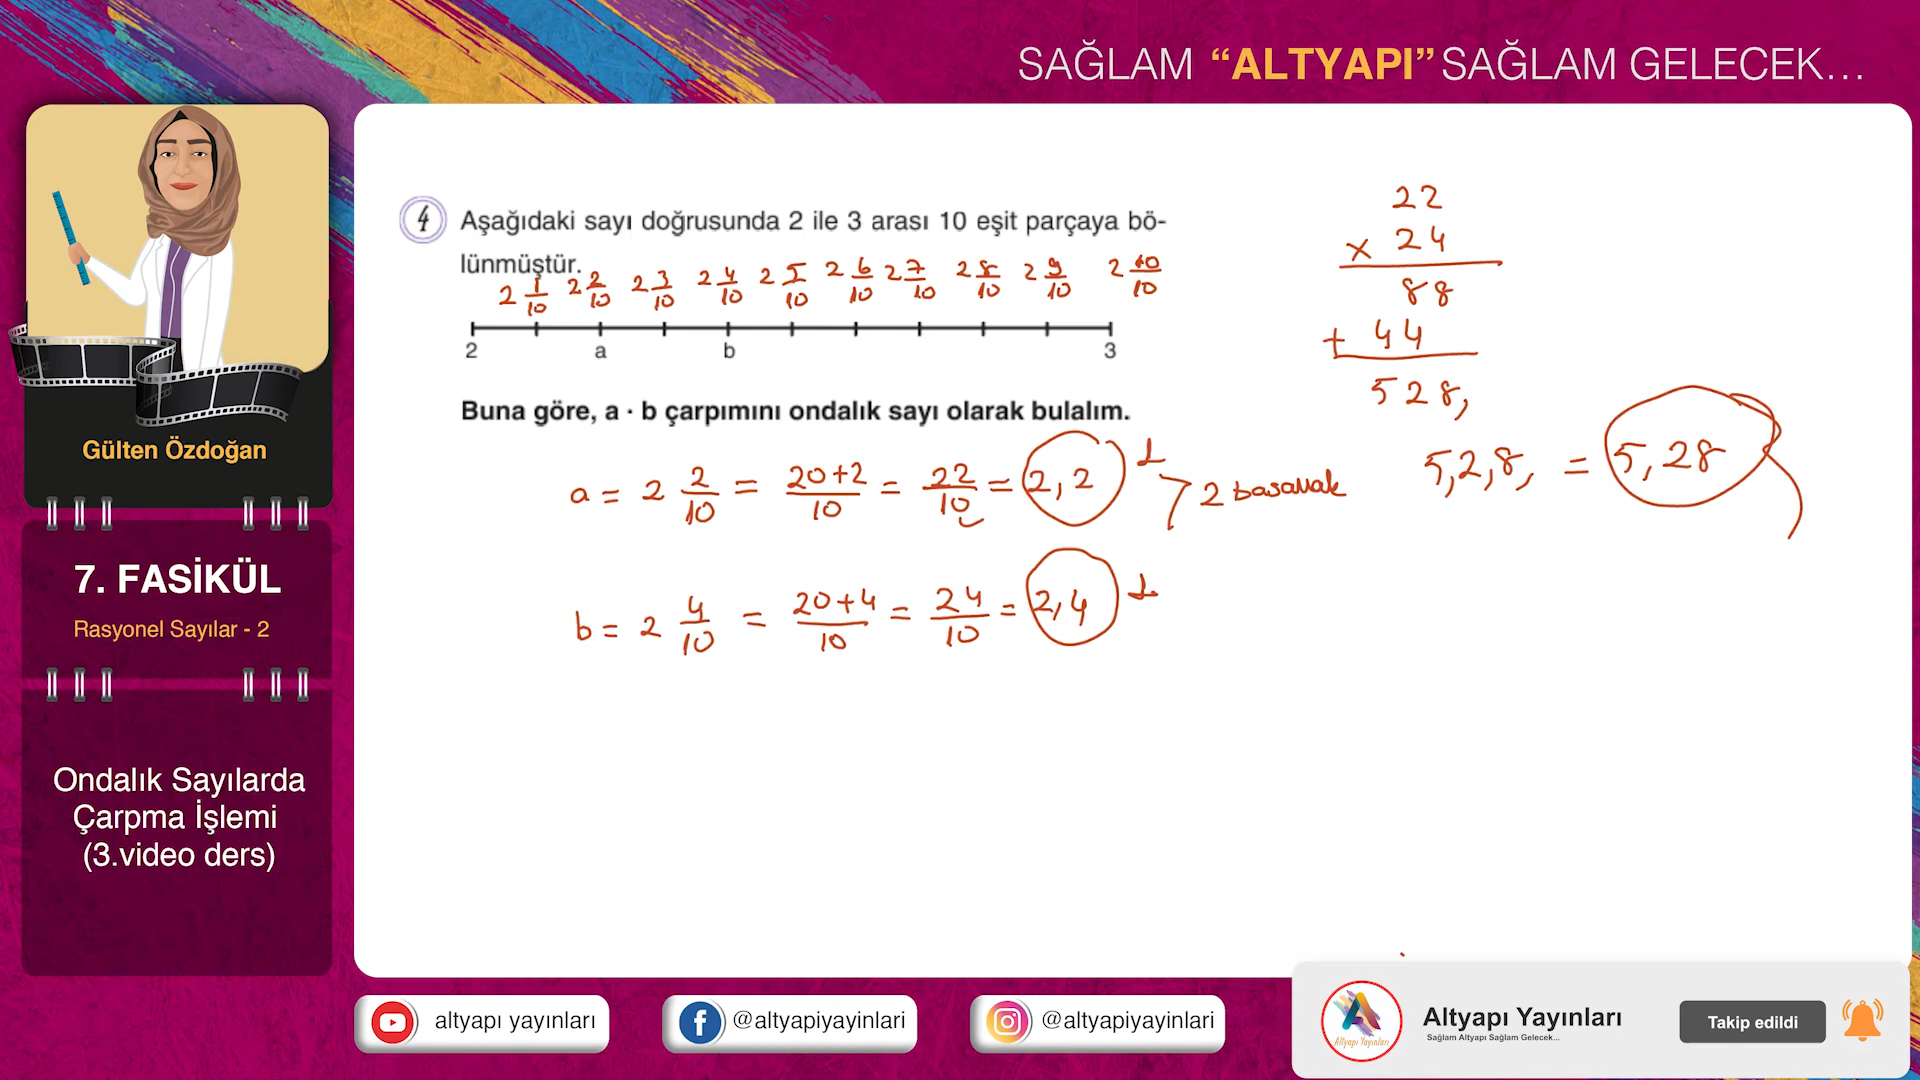 SAĞLAM “ALTYAPI” SAĞLAM GELECEK...
Gülten Özdoğan
7. FASİKÜL
Rasyonel Sayılar - 2
Ondalık Sayılarda
Çarpma İşlemi
(3.video ders)
4 Aşağıdaki sayı doğrusunda 2 ile 3 arası 10 eşit parçaya bö-
lünmüştür.
2 1/10 2 2/10 2 3/10 2 4/10 2 5/10 2 6/10 2 7/10 2 8/10 2 9/10 2 10/10
2 a b 3
Buna göre, a · b çarpımını ondalık sayı olarak bulalım.
a = 2 2/10 = 20+2/10 = 22/10 = 2,2 1
2 basamak
b = 2 4/10 = 20+4/10 = 24/10 = 2,4 1
22
x 24
88
+ 44
528,
5,2,8, = 5,28
altyapı yayınları
@altyapiyayinlari
@altyapiyayinlari
Altyapı Yayınları
Altyapı Yayınları
Sağlam Altyapı Sağlam Gelecek...
Takip edildi